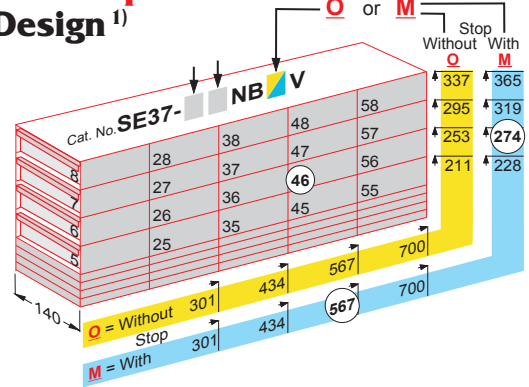 Design 1)
O or M
Stop
Without With
O M
337 365
295 319
253 274
211 228
Cat. No. SE37- NB V
8 28 38 48 58
7 27 37 47 57
6 26 36 46 56
5 25 35 45 55
140
O = Without 301 434 567 700
Stop
M = With 301 434 567 700